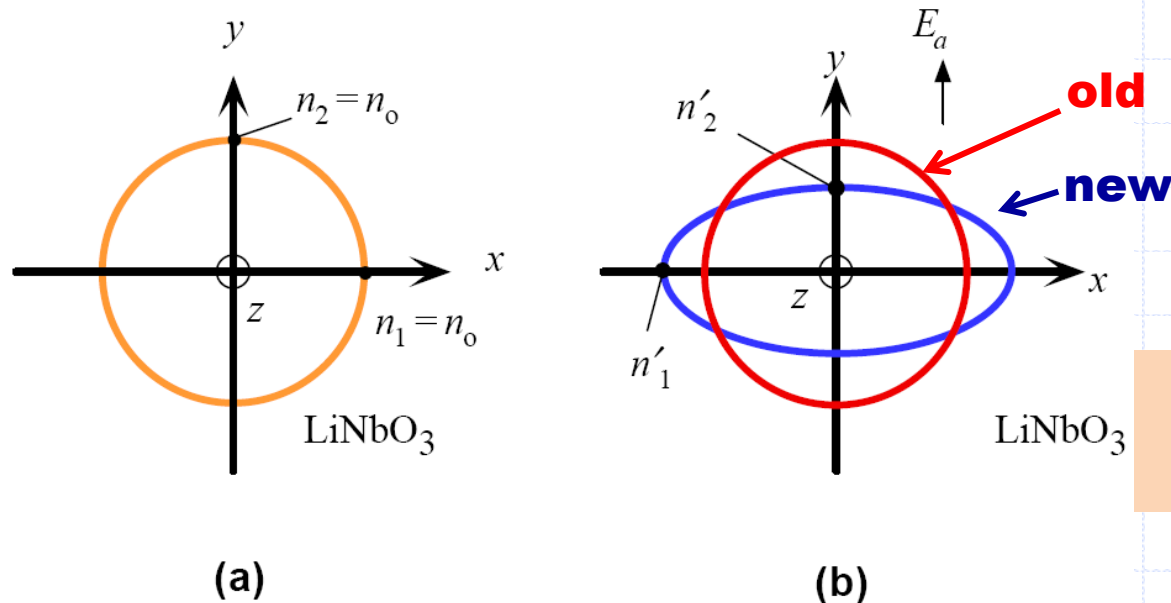 y
n₂ = nₒ
x
z
n₁ = nₒ
LiNbO₃
(a)
Eₐ
y
old
n′₂
new
x
z
n′₁
LiNbO₃
(b)